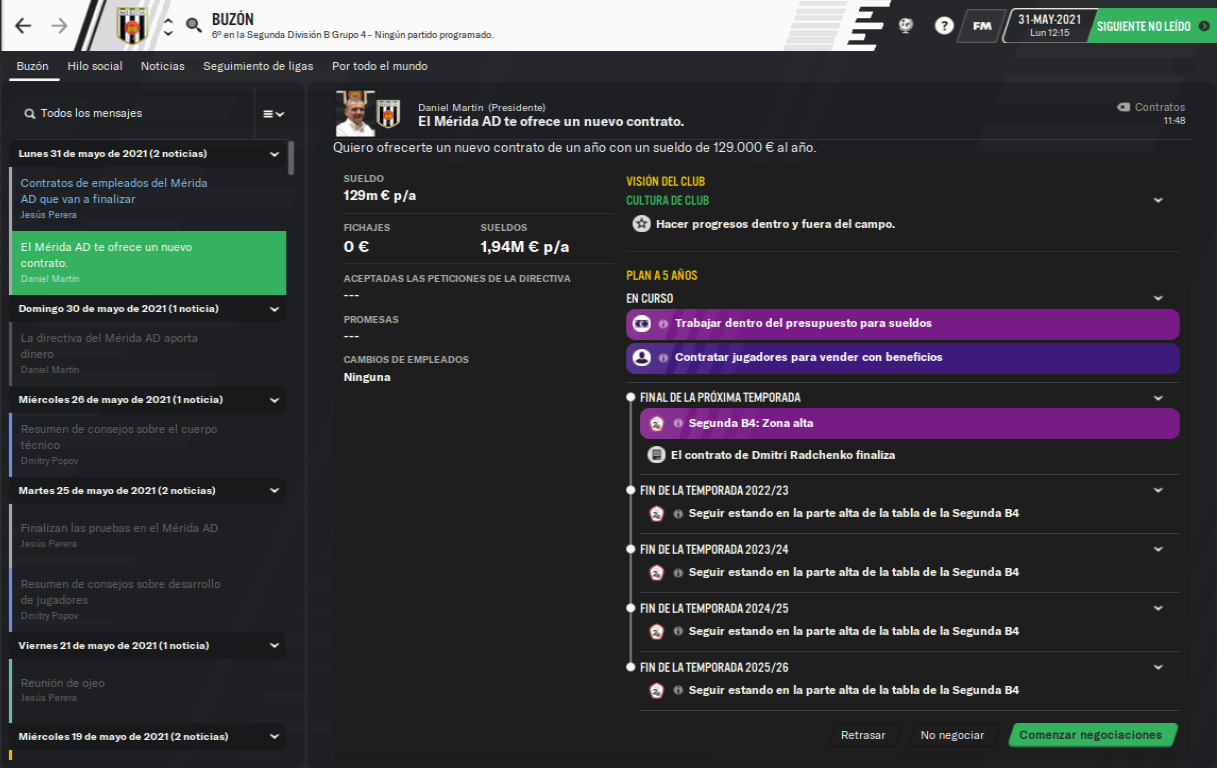 BUZÓN
6º en la Segunda División B Grupo 4 - Ningún partido programado.
?
FM
31-MAY-2021
Lun 12:15
SIGUIENTE NO LEÍDO
Buzón
Hilo social
Noticias
Seguimiento de ligas
Por todo el mundo
Todos los mensajes
Lunes 31 de mayo de 2021 (2 noticias)
Contratos de empleados del Mérida
AD que van a finalizar
Jesús Perera
El Mérida AD te ofrece un nuevo
contrato.
Daniel Martin
Domingo 30 de mayo de 2021 (1 noticia)
La directiva del Mérida AD aporta
dinero
Daniel Martin
Miércoles 26 de mayo de 2021 (1 noticia)
Resumen de consejos sobre el cuerpo
técnico
Dmitry Popov
Martes 25 de mayo de 2021 (2 noticias)
Finalizan las pruebas en el Mérida AD
Jesús Perera
Resumen de consejos sobre desarrollo
de jugadores
Dmitry Popov
Viernes 21 de mayo de 2021 (1 noticia)
Reunión de ojeo
Jesús Perera
Miércoles 19 de mayo de 2021 (2 noticias)
Daniel Martin (Presidente)
El Mérida AD te ofrece un nuevo contrato.
Contratos
11:48
Quiero ofrecerte un nuevo contrato de un año con un sueldo de 129.000 € al año.
SUELDO
129m € p/a
FICHAJES
0 €
SUELDOS
1,94M € p/a
ACEPTADAS LAS PETICIONES DE LA DIRECTIVA
---
PROMESAS
---
CAMBIOS DE EMPLEADOS
Ninguna
VISIÓN DEL CLUB
CULTURA DE CLUB
Hacer progresos dentro y fuera del campo.
PLAN A 5 AÑOS
EN CURSO
Trabajar dentro del presupuesto para sueldos
Contratar jugadores para vender con beneficios
FINAL DE LA PRÓXIMA TEMPORADA
Segunda B4: Zona alta
El contrato de Dmitri Radchenko finaliza
FIN DE LA TEMPORADA 2022/23
Seguir estando en la parte alta de la tabla de la Segunda B4
FIN DE LA TEMPORADA 2023/24
Seguir estando en la parte alta de la tabla de la Segunda B4
FIN DE LA TEMPORADA 2024/25
Seguir estando en la parte alta de la tabla de la Segunda B4
FIN DE LA TEMPORADA 2025/26
Seguir estando en la parte alta de la tabla de la Segunda B4
Retrasar
No negociar
Comenzar negociaciones